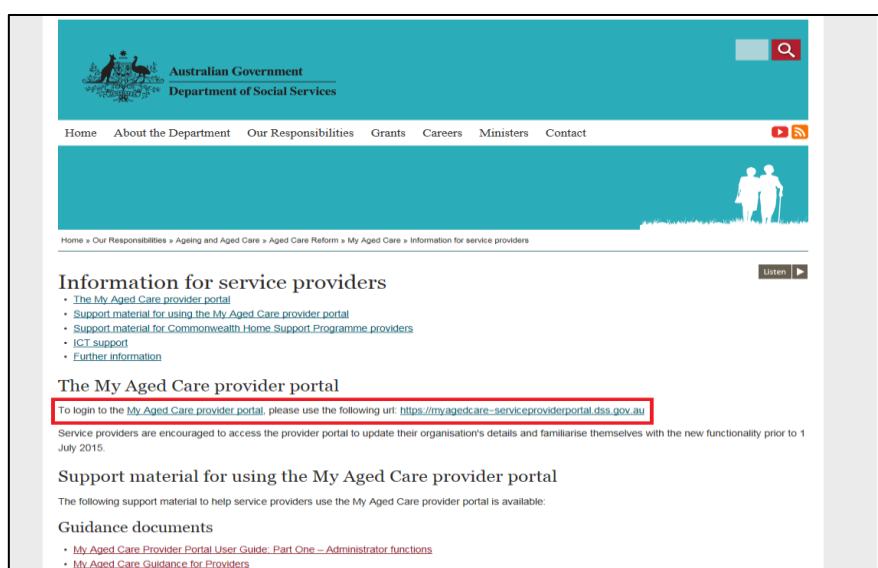 Australian Government
Department of Social Services
Home About the Department Our Responsibilities Grants Careers Ministers Contact
Home » Our Responsibilities » Ageing and Aged Care » Aged Care Reform » My Aged Care » Information for service providers
Listen
Information for service providers
• The My Aged Care provider portal
• Support material for using the My Aged Care provider portal
• Support material for Commonwealth Home Support Programme providers
• ICT support
• Further information
The My Aged Care provider portal
To login to the My Aged Care provider portal, please use the following url: https://myagedcare-serviceproviderportal.dss.gov.au
Service providers are encouraged to access the provider portal to update their organisation's details and familiarise themselves with the new functionality prior to 1
July 2015.
Support material for using the My Aged Care provider portal
The following support material to help service providers use the My Aged Care provider portal is available:
Guidance documents
• My Aged Care Provider Portal User Guide: Part One – Administrator functions
• My Aged Care Guidance for Providers